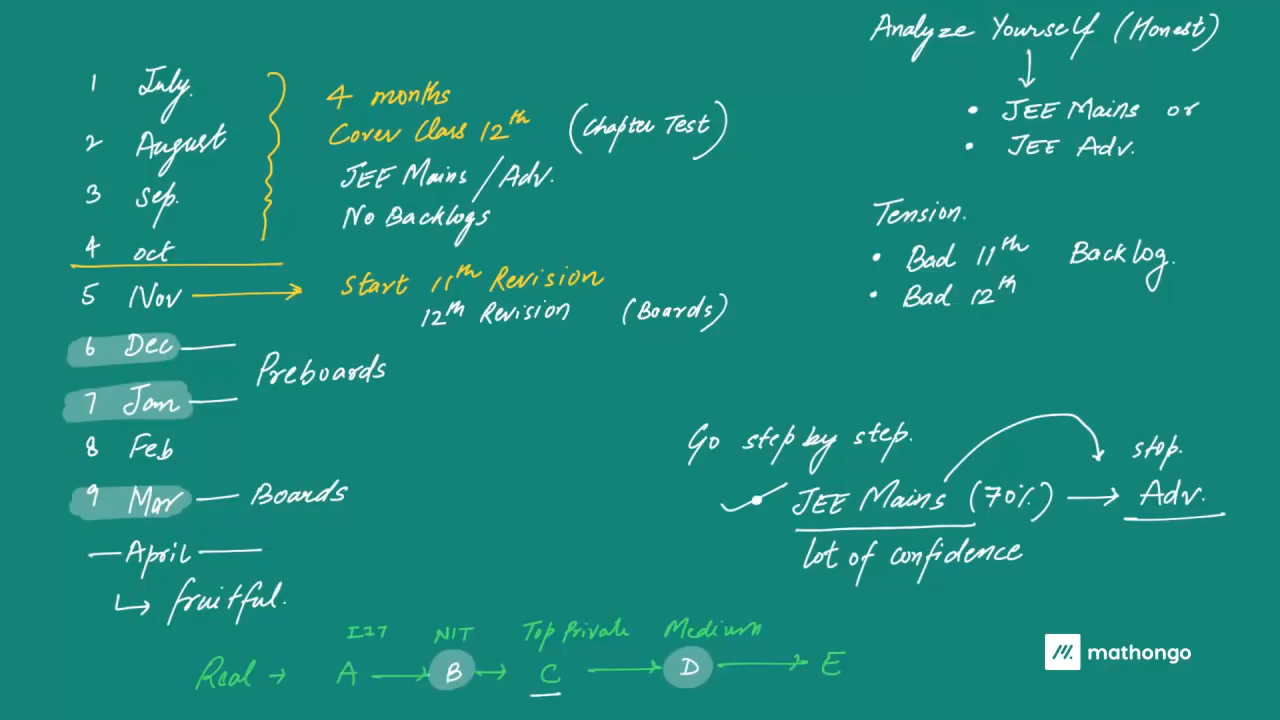 1 July.
2 August
3 Sep.
4 oct
5 Nov
6 Dec
7 Jan
8 Feb
9 Mar
April
fruitful.
4 months
Cover Class 12th (Chapter Test)
JEE Mains / Adv.
No Backlogs
Start 11th Revision
12th Revision (Boards)
Preboards
Boards
Analyze Yourself (Honest)
• JEE Mains or
• JEE Adv.
Tension.
• Bad 11th Backlog.
• Bad 12th
Go step by step.
stop.
JEE Mains (70%) → Adv.
lot of confidence
IIT NIT Top Private Medium
Real → A → B → C → D → E
mathongo